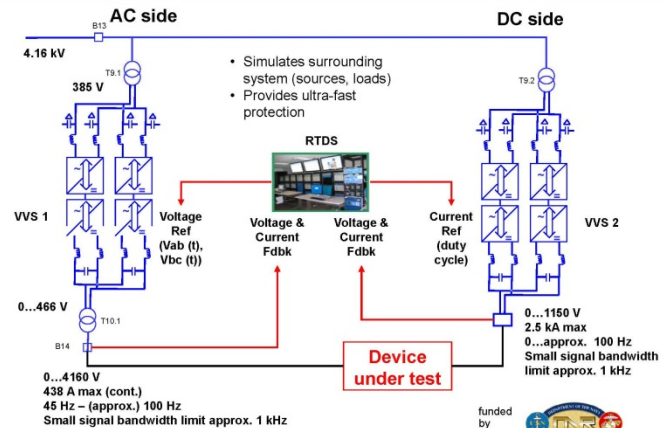 AC side
DC side
B13
4.16 kV
T9.1
T9.2
385 V
• Simulates surrounding
system (sources, loads)
• Provides ultra-fast
protection
RTDS
VVS 1
Voltage
Ref
(Vab (t),
Vbc (t))
Voltage &
Current
Fdbk
Voltage &
Current
Fdbk
Current
Ref
(duty
cycle)
VVS 2
0...466 V
T10.1
B14
0...1150 V
2.5 kA max
0...approx. 100 Hz
Small signal bandwidth
limit approx. 1 kHz
Device
under test
0...4160 V
438 A max (cont.)
45 Hz – (approx.) 100 Hz
Small signal bandwidth limit approx. 1 kHz
funded
by